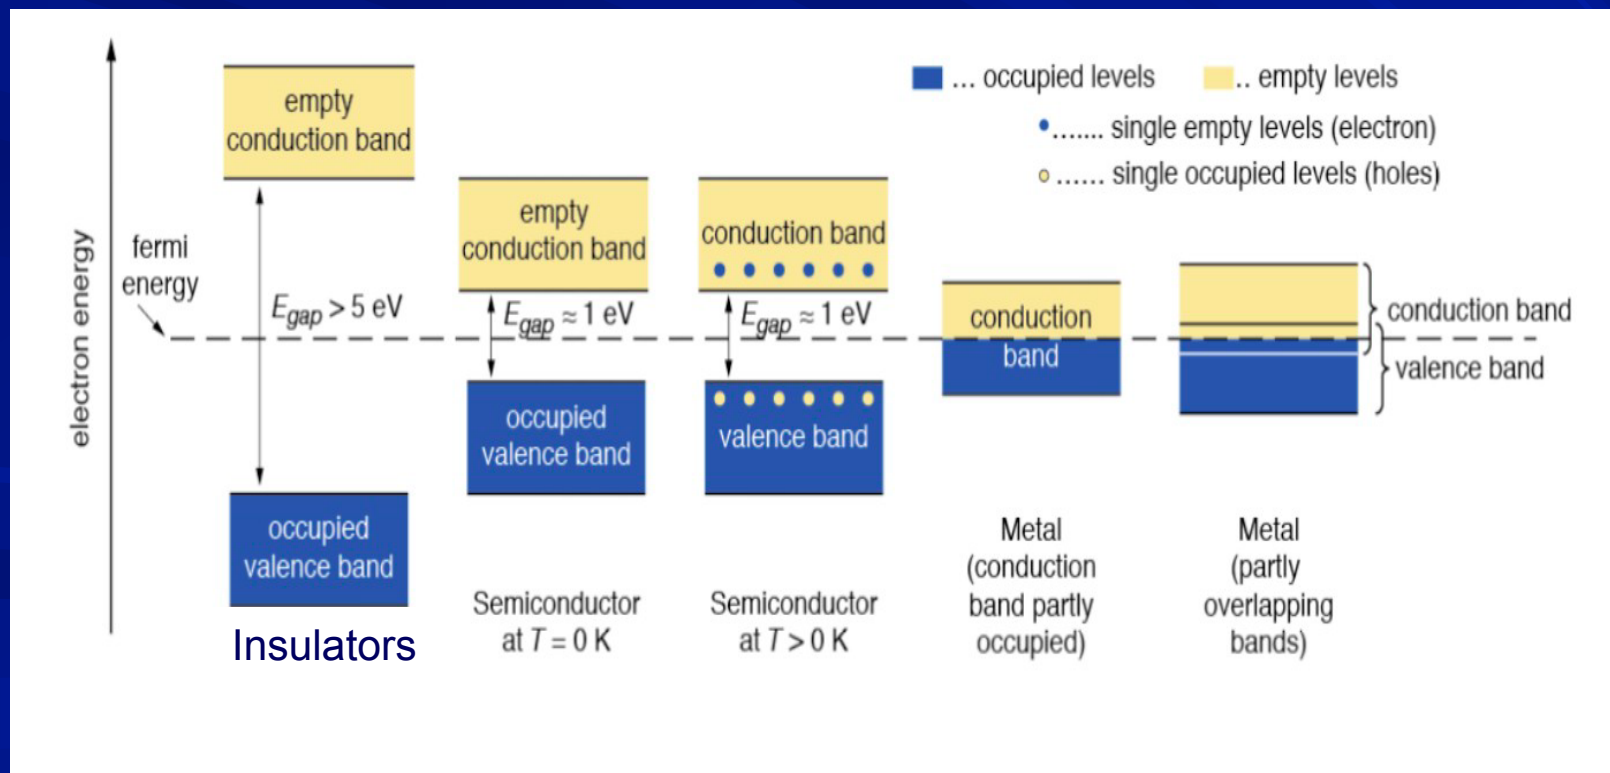 electron energy
fermi
energy
empty
conduction band
E_gap > 5 eV
occupied
valence band
Insulators
empty
conduction band
E_gap ≈ 1 eV
occupied
valence band
Semiconductor
at T = 0 K
conduction band
E_gap ≈ 1 eV
valence band
Semiconductor
at T > 0 K
... occupied levels
.. empty levels
....... single empty levels (electron)
...... single occupied levels (holes)
conduction
band
Metal
(conduction
band partly
occupied)
conduction band
valence band
Metal
(partly
overlapping
bands)